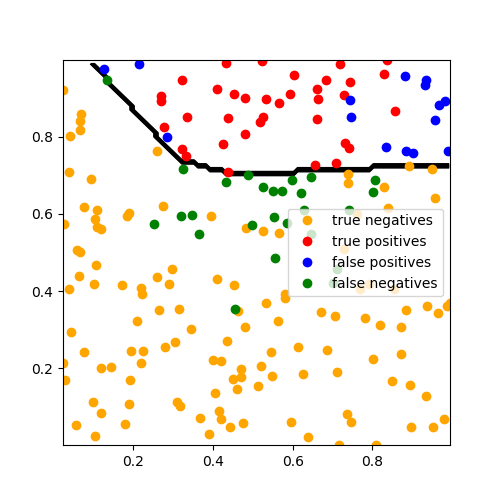 0.8
0.6
0.4
0.2
true negatives
true positives
false positives
false negatives
0.2 0.4 0.6 0.8